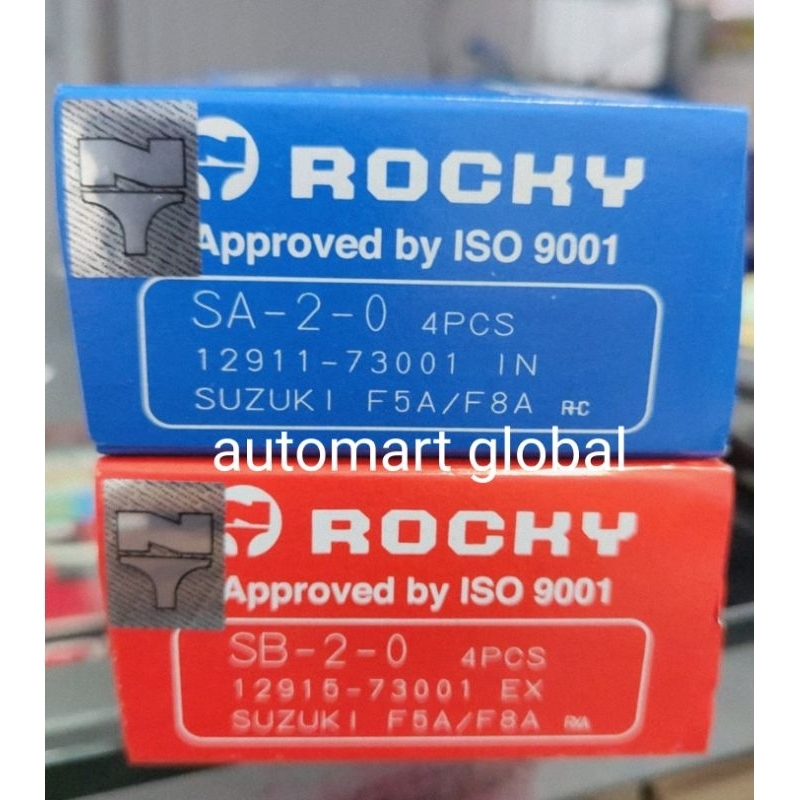 ROCKY
Approved by ISO 9001
SA-2-0 4PCS
12911-73001 IN
SUZUKI F5A/F8A RHC
automart global
ROCKY
Approved by ISO 9001
SB-2-0 4PCS
12915-73001 EX
SUZUKI F5A/F8A